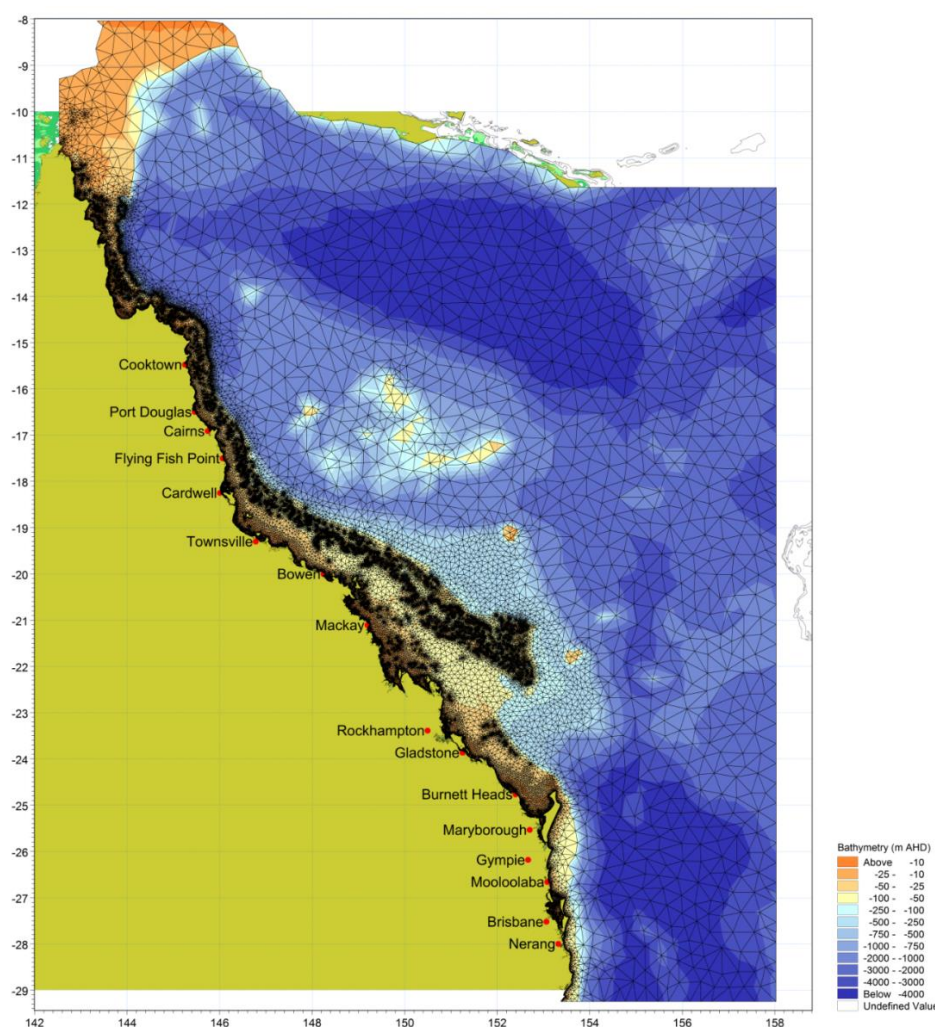 -8
-9
-10
-11
-12
-13
-14
-15
-16
-17
-18
-19
-20
-21
-22
-23
-24
-25
-26
-27
-28
-29
Cooktown
Port Douglas
Cairns
Flying Fish Point
Cardwell
Townsville
Bowen
Mackay
Rockhampton
Gladstone
Burnett Heads
Maryborough
Gympie
Mooloolaba
Brisbane
Nerang
142 144 146 148 150 152 154 156 158
Bathymetry (m AHD)
Above -10
-25 - -10
-50 - -25
-100 - -50
-250 - -100
-500 - -250
-750 - -500
-1000 - -750
-2000 - -1000
-3000 - -2000
-4000 - -3000
Below -4000
Undefined Value